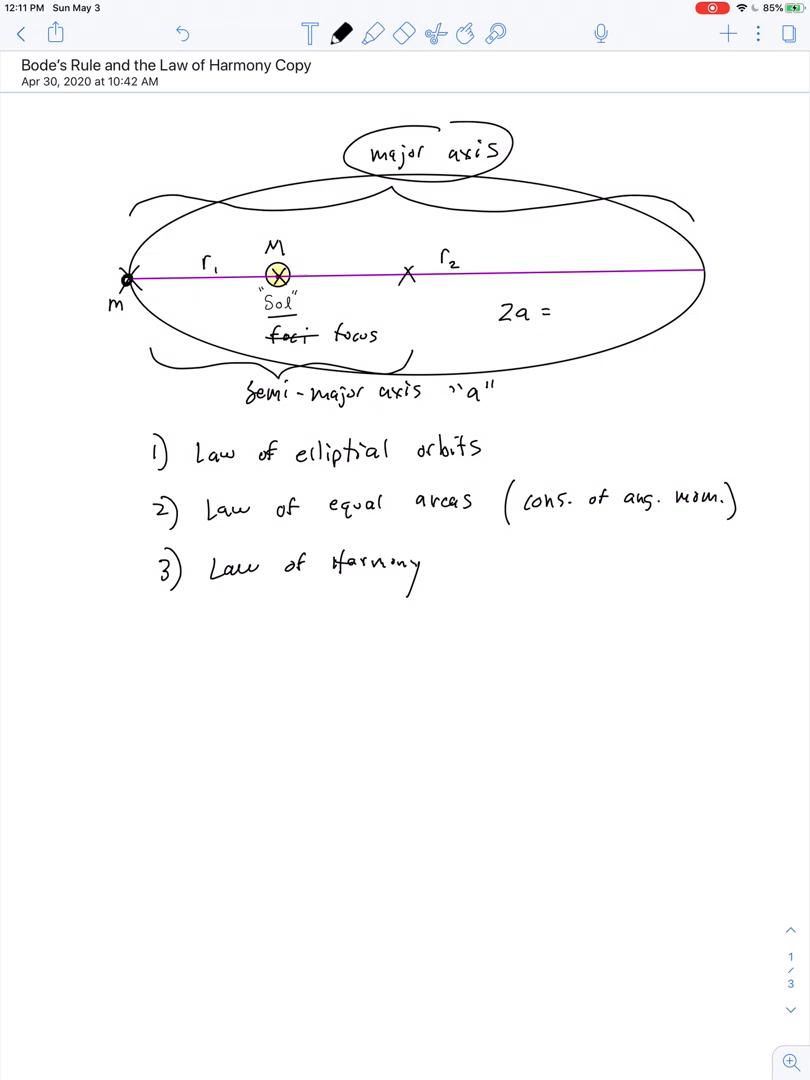 12:11 PM Sun May 3
85%
Bode's Rule and the Law of Harmony Copy
Apr 30, 2020 at 10:42 AM
major axis
r₁
M
r₂
m
"Sol"
2a =
foci focus
semi-major axis "a"
1) Law of elliptial orbits
2) Law of equal areas (cons. of ang. mom.)
3) Law of Harmony
1
/
3